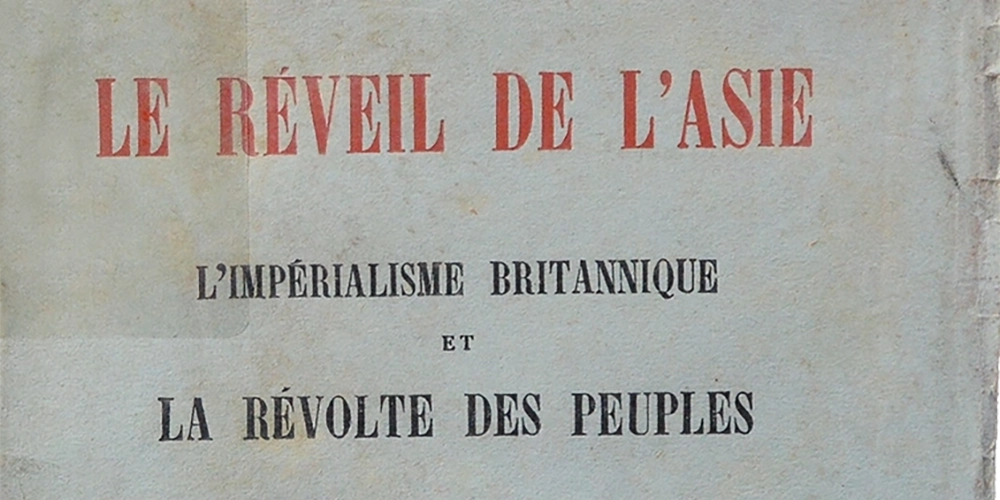 LE RÉVEIL DE L'ASIE
L'IMPÉRIALISME BRITANNIQUE
ET
LA RÉVOLTE DES PEUPLES